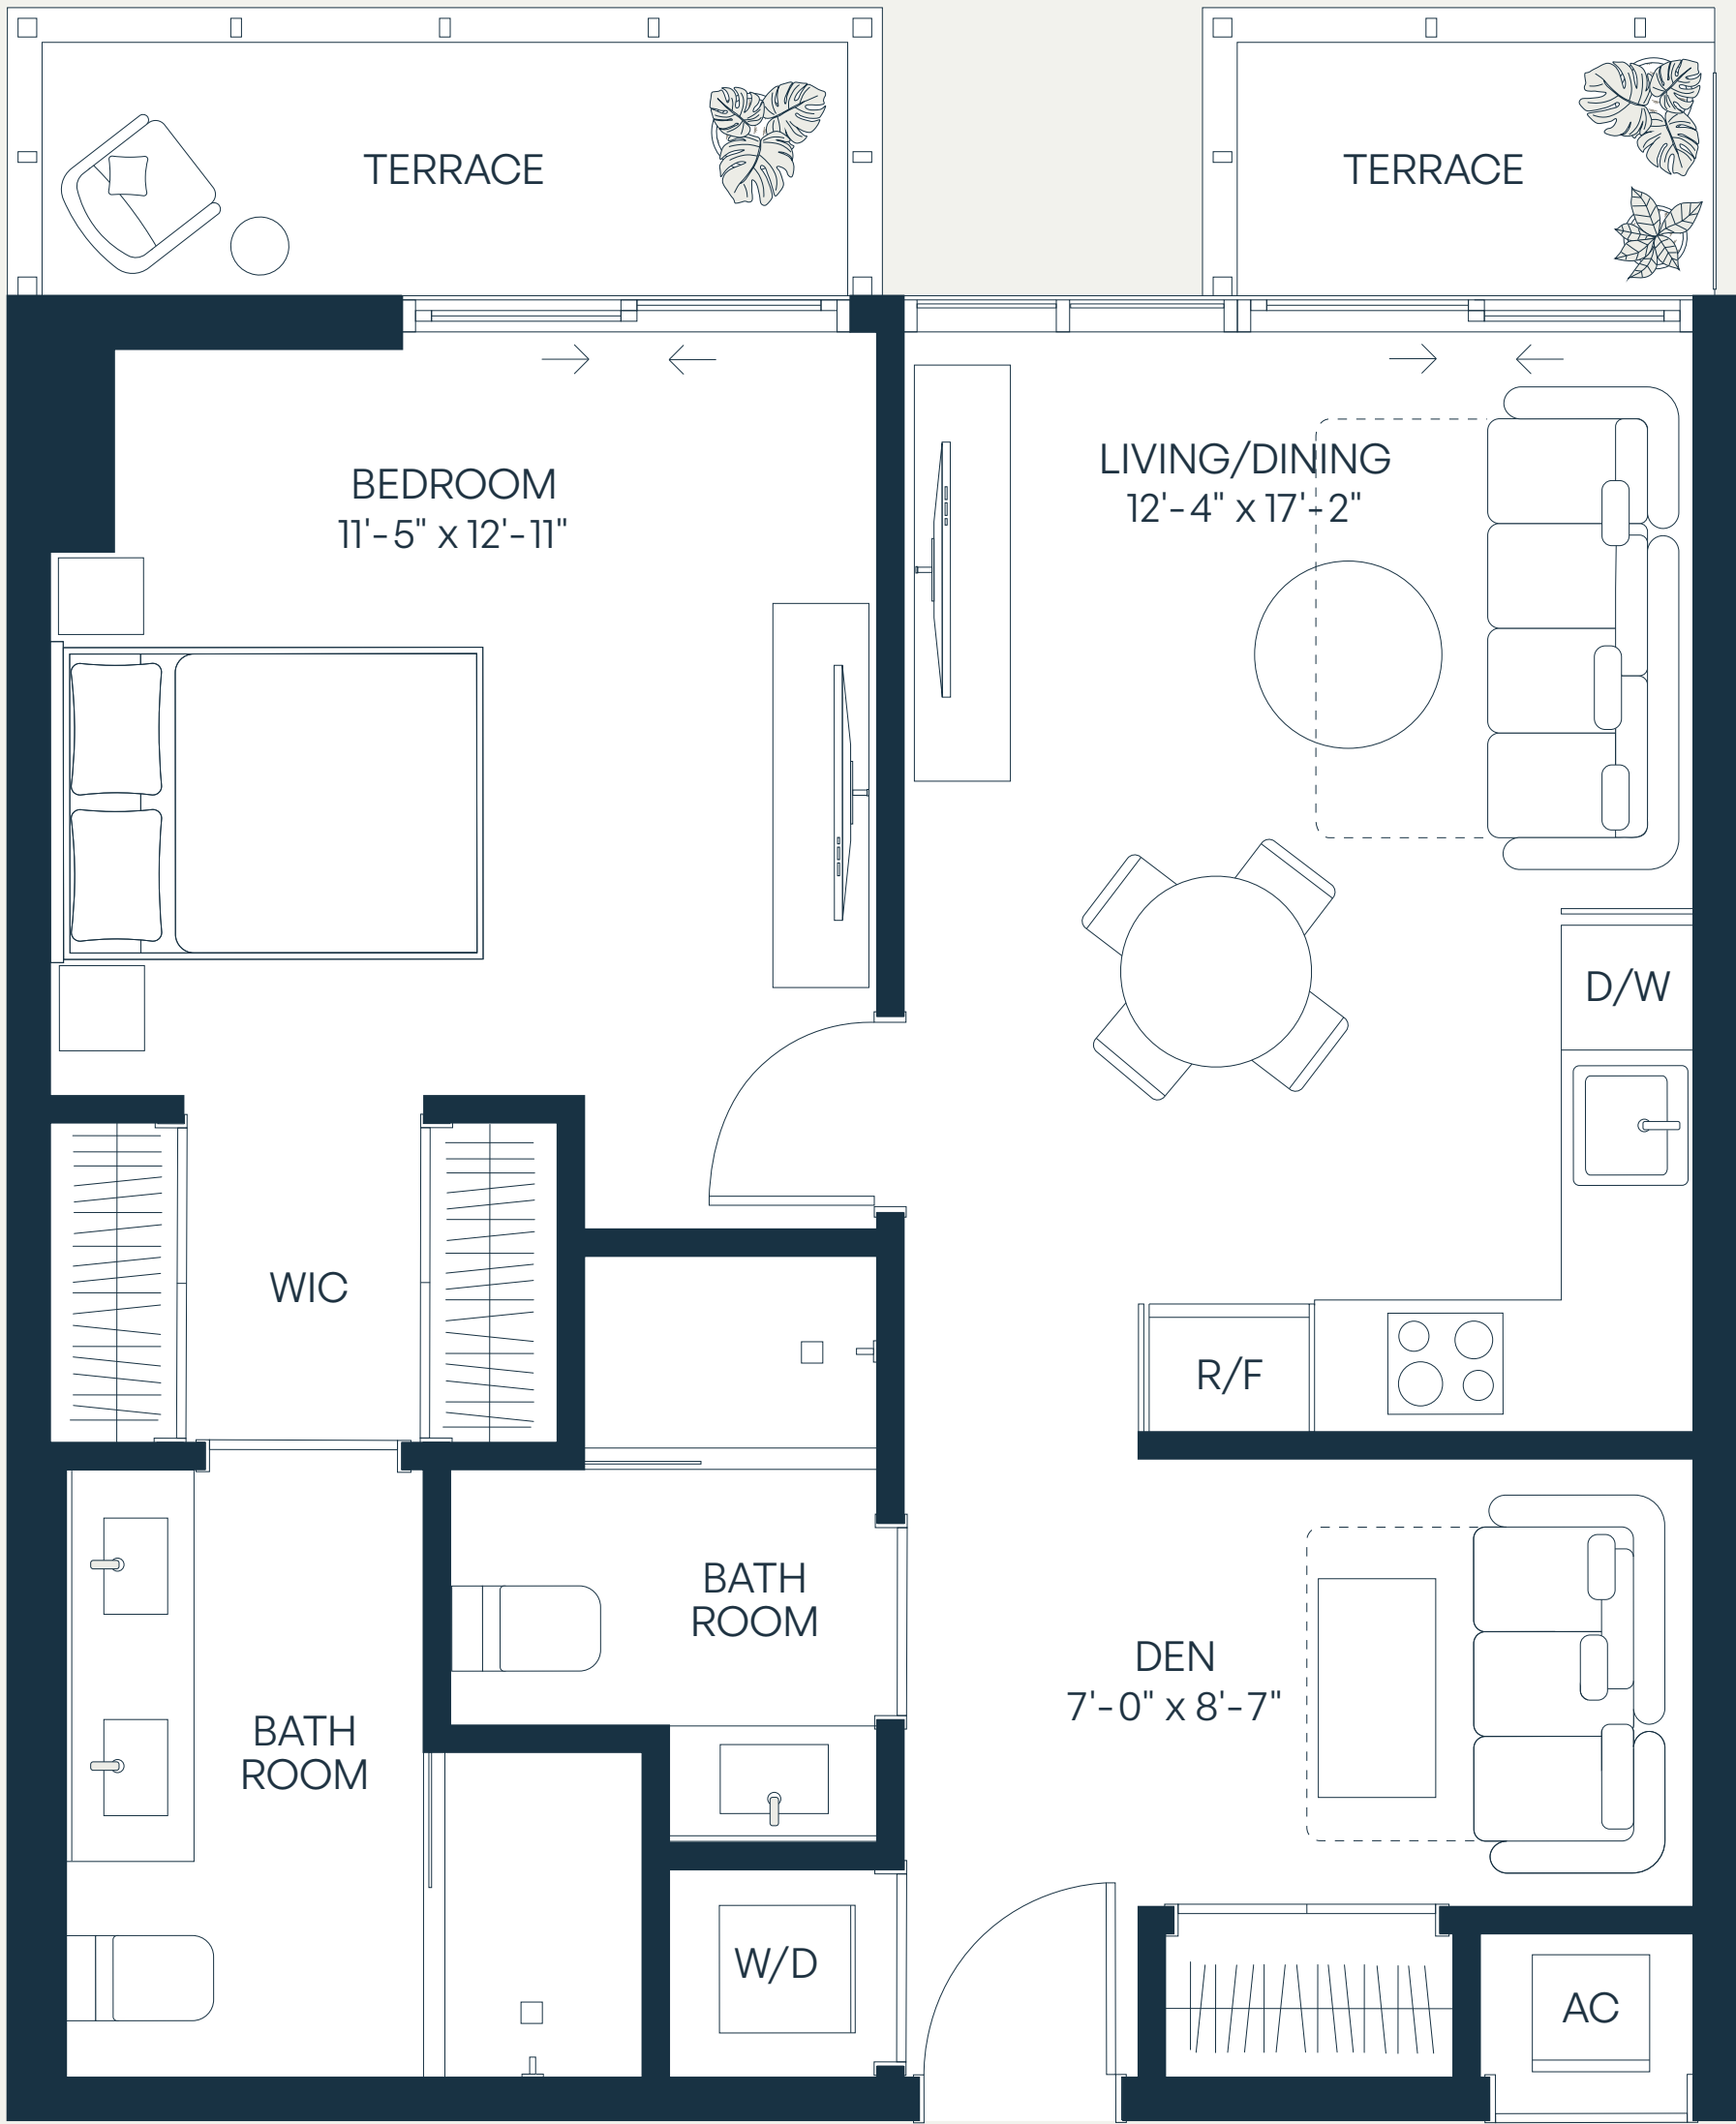 TERRACE
TERRACE
BEDROOM
11'-5" x 12'-11"
LIVING/DINING
12'-4" x 17'-2"
D/W
WIC
R/F
BATH
ROOM
DEN
7'-0" x 8'-7"
BATH
ROOM
W/D
AC